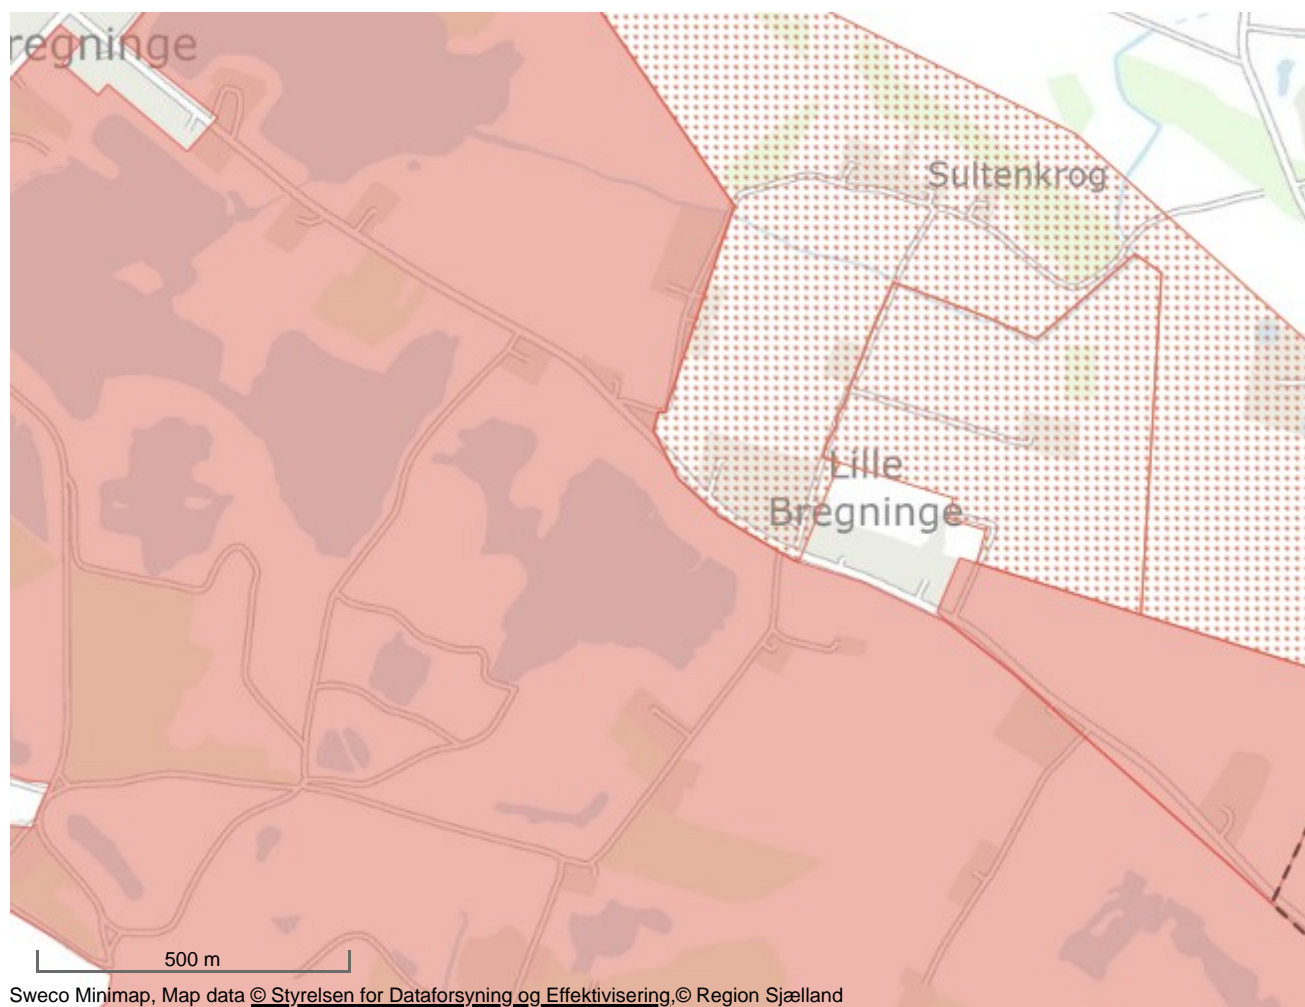 regninge
Sultenkrog
Lille
Bregninge
500 m
Sweco Minimap, Map data © Styrelsen for Dataforsyning og Effektivisering,© Region Sjælland